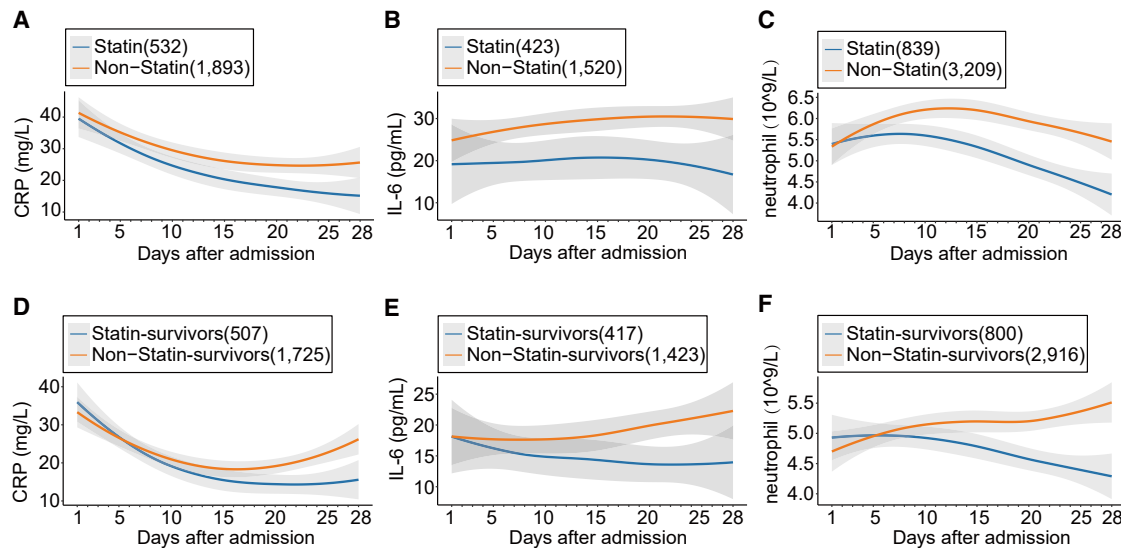 A
Statin(532)
Non−Statin(1,893)
CRP (mg/L)
40
30
20
10
1 5 10 15 20 25 28
Days after admission
B
Statin(423)
Non−Statin(1,520)
IL-6 (pg/mL)
30
20
10
1 5 10 15 20 25 28
Days after admission
C
Statin(839)
Non−Statin(3,209)
neutrophil (10^9/L)
6.5
6.0
5.5
5.0
4.5
4.0
1 5 10 15 20 25 28
Days after admission
D
Statin-survivors(507)
Non−Statin-survivors(1,725)
CRP (mg/L)
40
30
20
10
1 5 10 15 20 25 28
Days after admission
E
Statin-survivors(417)
Non−Statin-survivors(1,423)
IL-6 (pg/mL)
25
20
15
10
1 5 10 15 20 25 28
Days after admission
F
Statin-survivors(800)
Non−Statin-survivors(2,916)
neutrophil (10^9/L)
5.5
5.0
4.5
4.0
1 5 10 15 20 25 28
Days after admission